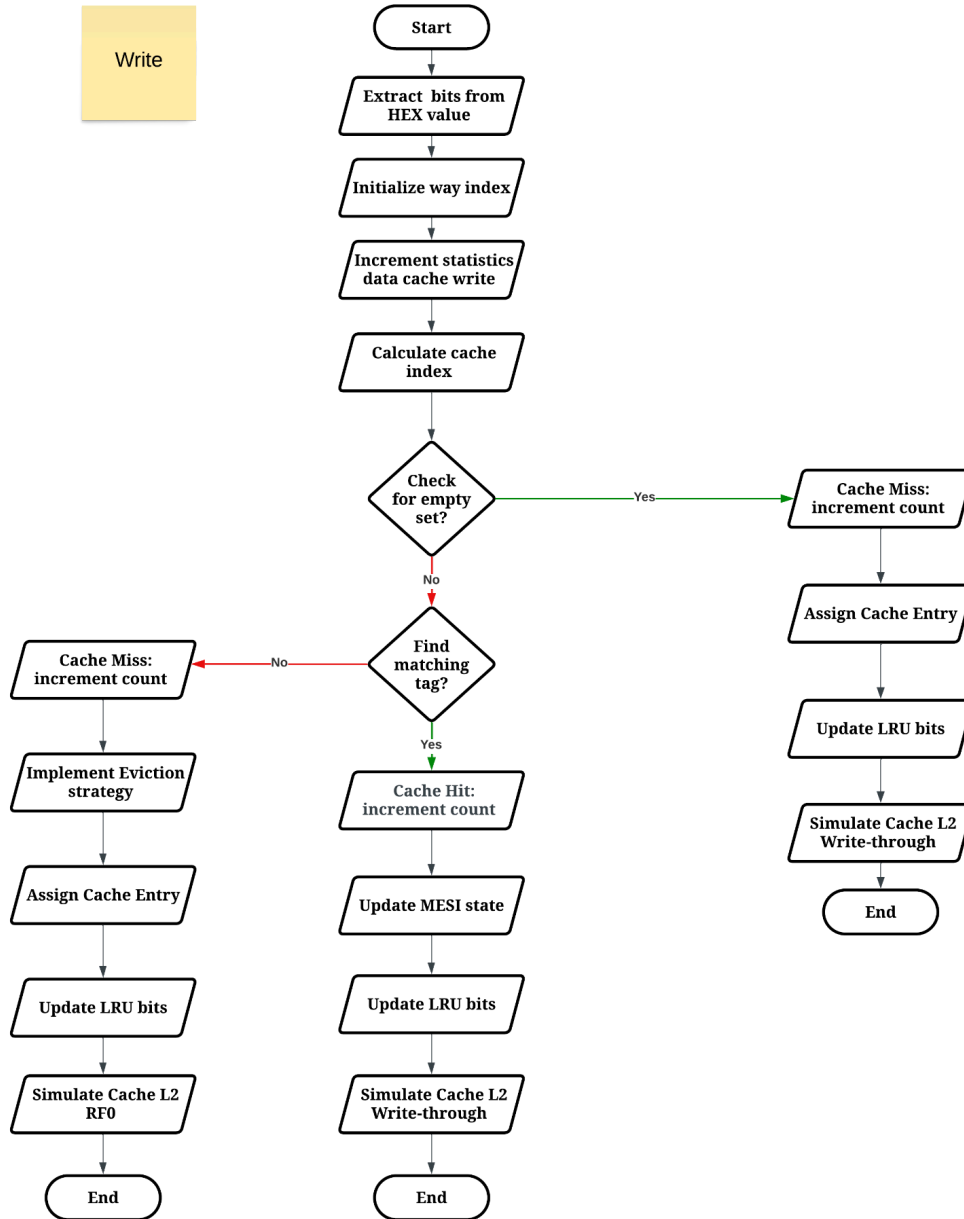 Write
Start
Extract bits from
HEX value
Initialize way index
Increment statistics
data cache write
Calculate cache
index
Check
for empty
set?
Yes
Cache Miss:
increment count
Assign Cache Entry
Update LRU bits
Simulate Cache L2
Write-through
End
No
Find
matching
tag?
No
Cache Miss:
increment count
Implement Eviction
strategy
Assign Cache Entry
Update LRU bits
Simulate Cache L2
RF0
End
Yes
Cache Hit:
increment count
Update MESI state
Update LRU bits
Simulate Cache L2
Write-through
End